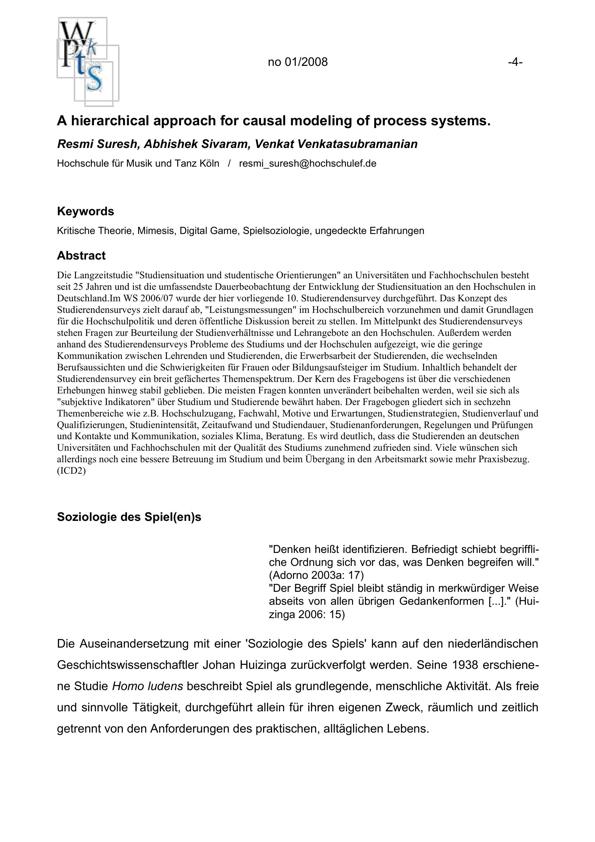 W
Pkts
no 01/2008 -4-
A hierarchical approach for causal modeling of process systems.
Resmi Suresh, Abhishek Sivaram, Venkat Venkatasubramanian
Hochschule für Musik und Tanz Köln / resmi_suresh@hochschulef.de
Keywords
Kritische Theorie, Mimesis, Digital Game, Spielsoziologie, ungedeckte Erfahrungen
Abstract
Die Langzeitstudie "Studiensituation und studentische Orientierungen" an Universitäten und Fachhochschulen besteht
seit 25 Jahren und ist die umfassendste Dauerbeobachtung der Entwicklung der Studiensituation an den Hochschulen in
Deutschland.Im WS 2006/07 wurde der hier vorliegende 10. Studierendensurvey durchgeführt. Das Konzept des
Studierendensurveys zielt darauf ab, "Leistungsmessungen" im Hochschulbereich vorzunehmen und damit Grundlagen
für die Hochschulpolitik und deren öffentliche Diskussion bereit zu stellen. Im Mittelpunkt des Studierendensurveys
stehen Fragen zur Beurteilung der Studienverhältnisse und Lehrangebote an den Hochschulen. Außerdem werden
anhand des Studierendensurveys Probleme des Studiums und der Hochschulen aufgezeigt, wie die geringe
Kommunikation zwischen Lehrenden und Studierenden, die Erwerbsarbeit der Studierenden, die wechselnden
Berufsaussichten und die Schwierigkeiten für Frauen oder Bildungsaufsteiger im Studium. Inhaltlich behandelt der
Studierendensurvey ein breit gefächertes Themenspektrum. Der Kern des Fragebogens ist über die verschiedenen
Erhebungen hinweg stabil geblieben. Die meisten Fragen konnten unverändert beibehalten werden, weil sie sich als
"subjektive Indikatoren" über Studium und Studierende bewährt haben. Der Fragebogen gliedert sich in sechzehn
Themenbereiche wie z.B. Hochschulzugang, Fachwahl, Motive und Erwartungen, Studienstrategien, Studienverlauf und
Qualifizierungen, Studienintensität, Zeitaufwand und Studiendauer, Studienanforderungen, Regelungen und Prüfungen
und Kontakte und Kommunikation, soziales Klima, Beratung. Es wird deutlich, dass die Studierenden an deutschen
Universitäten und Fachhochschulen mit der Qualität des Studiums zunehmend zufrieden sind. Viele wünschen sich
allerdings noch eine bessere Betreuung im Studium und beim Übergang in den Arbeitsmarkt sowie mehr Praxisbezug.
(ICD2)
Soziologie des Spiel(en)s
"Denken heißt identifizieren. Befriedigt schiebt begriffli-
che Ordnung sich vor das, was Denken begreifen will."
(Adorno 2003a: 17)
"Der Begriff Spiel bleibt ständig in merkwürdiger Weise
abseits von allen übrigen Gedankenformen [...]." (Hui-
zinga 2006: 15)
Die Auseinandersetzung mit einer 'Soziologie des Spiels' kann auf den niederländischen
Geschichtswissenschaftler Johan Huizinga zurückverfolgt werden. Seine 1938 erschiene-
ne Studie Homo ludens beschreibt Spiel als grundlegende, menschliche Aktivität. Als freie
und sinnvolle Tätigkeit, durchgeführt allein für ihren eigenen Zweck, räumlich und zeitlich
getrennt von den Anforderungen des praktischen, alltäglichen Lebens.